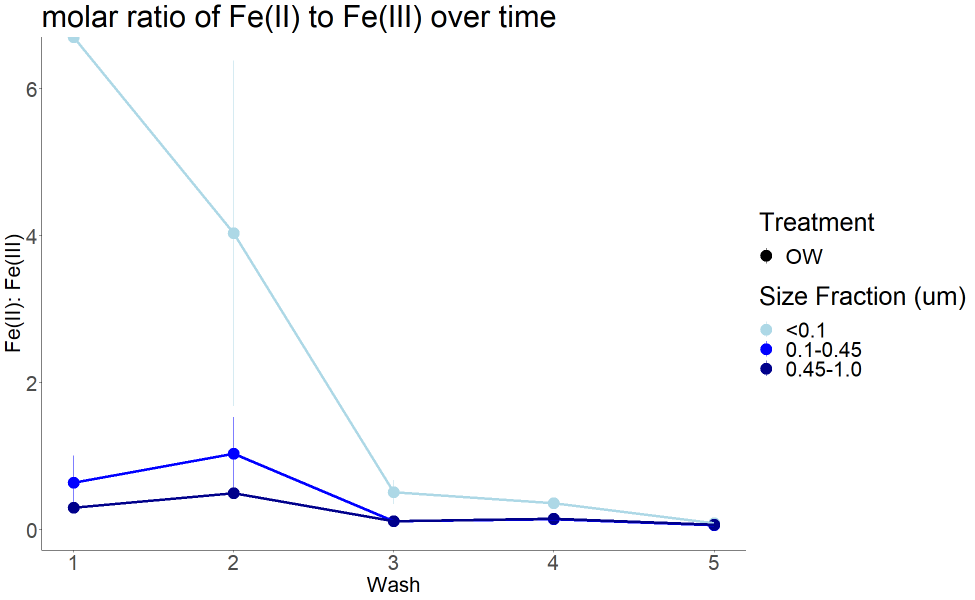 molar ratio of Fe(II) to Fe(III) over time
Fe(II): Fe(III)
6
4
2
0
1 2 3 4 5
Wash
Treatment
OW
Size Fraction (um)
<0.1
0.1-0.45
0.45-1.0